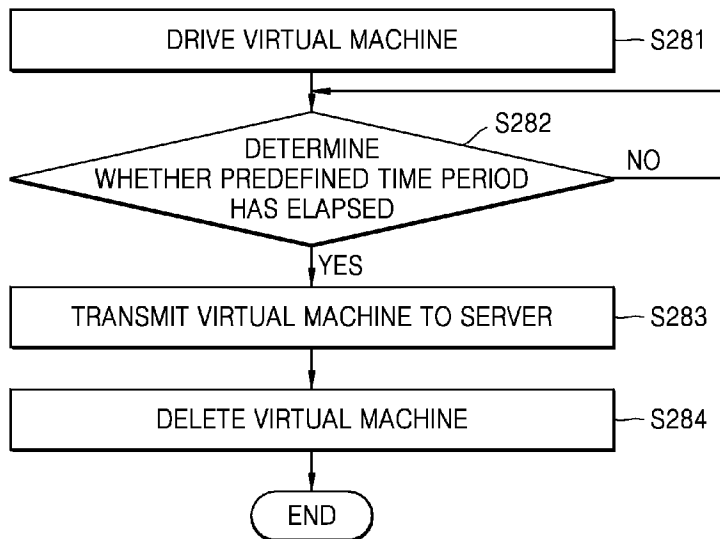 DRIVE VIRTUAL MACHINE
S281
S282
DETERMINE
WHETHER PREDEFINED TIME PERIOD
HAS ELAPSED
NO
YES
TRANSMIT VIRTUAL MACHINE TO SERVER
S283
DELETE VIRTUAL MACHINE
S284
END